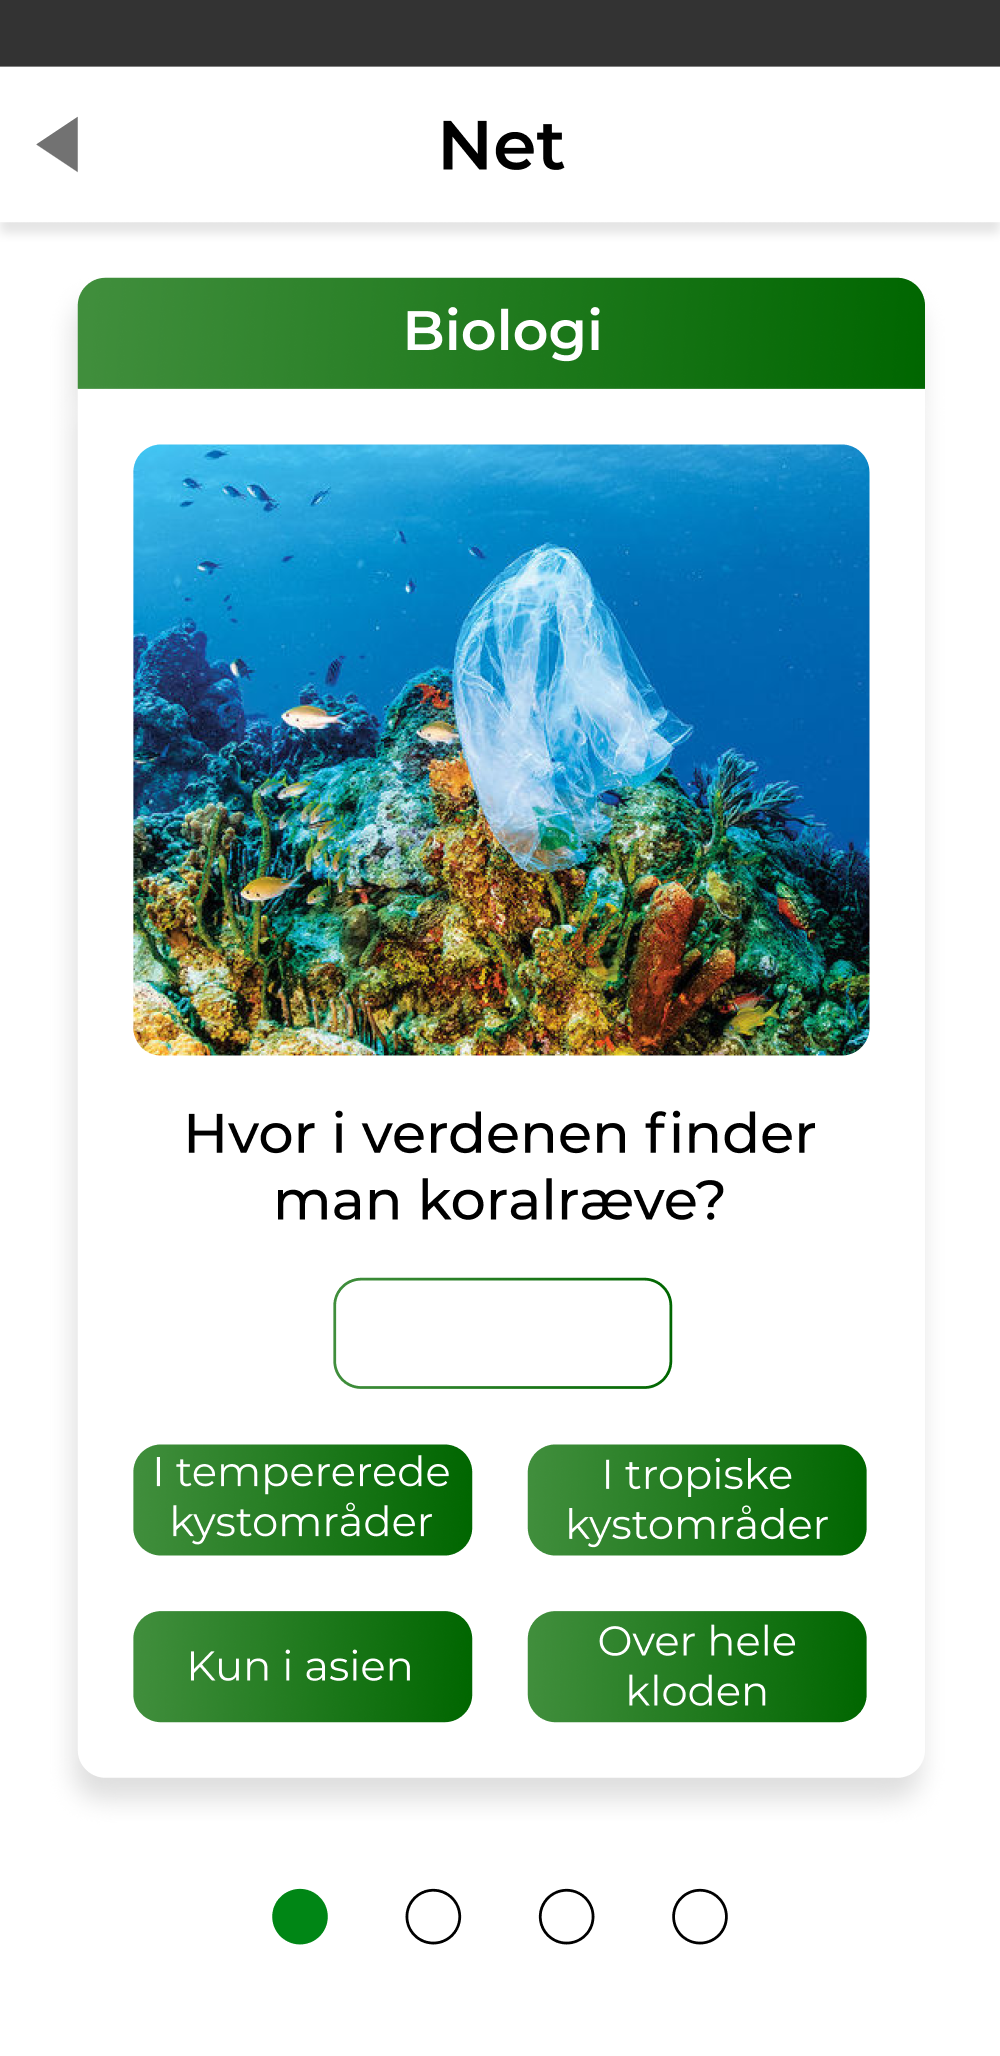 Net
Biologi
Hvor i verdenen finder
man koralræve?
I tempererede
kystområder
I tropiske
kystområder
Kun i asien
Over hele
kloden